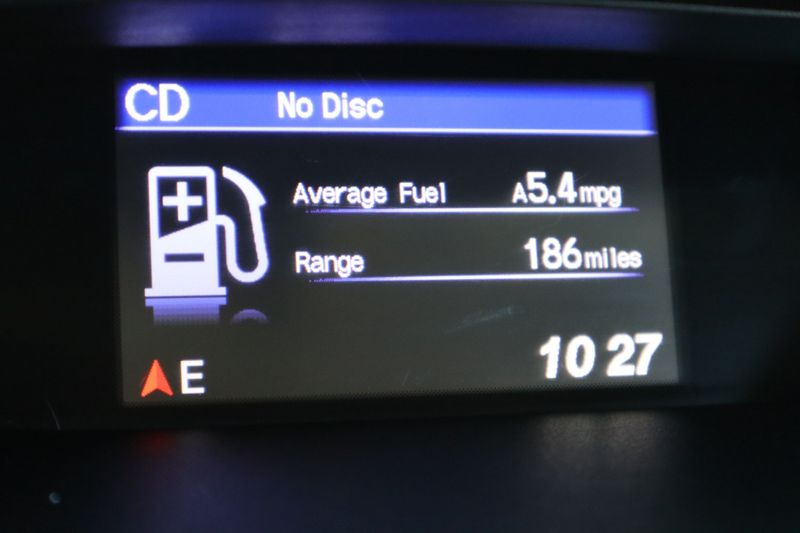 CD No Disc
Average Fuel A5.4mpg
Range 186miles
E 10 27